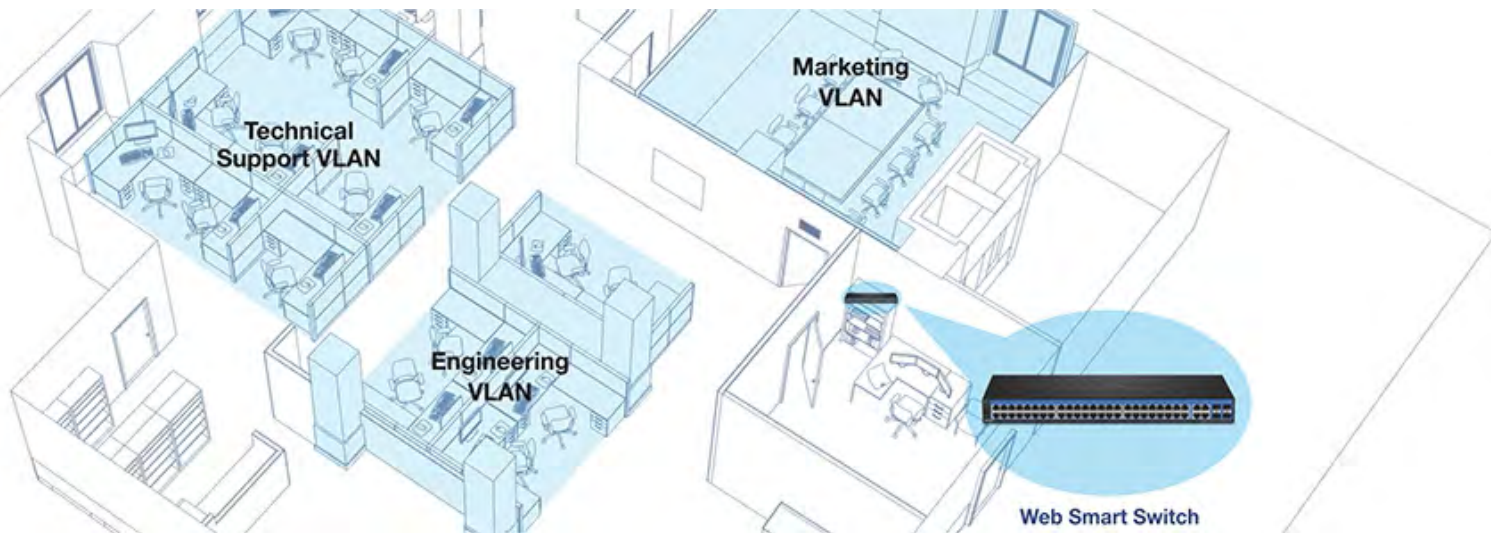 Technical
Support VLAN
Marketing
VLAN
Engineering
VLAN
Web Smart Switch